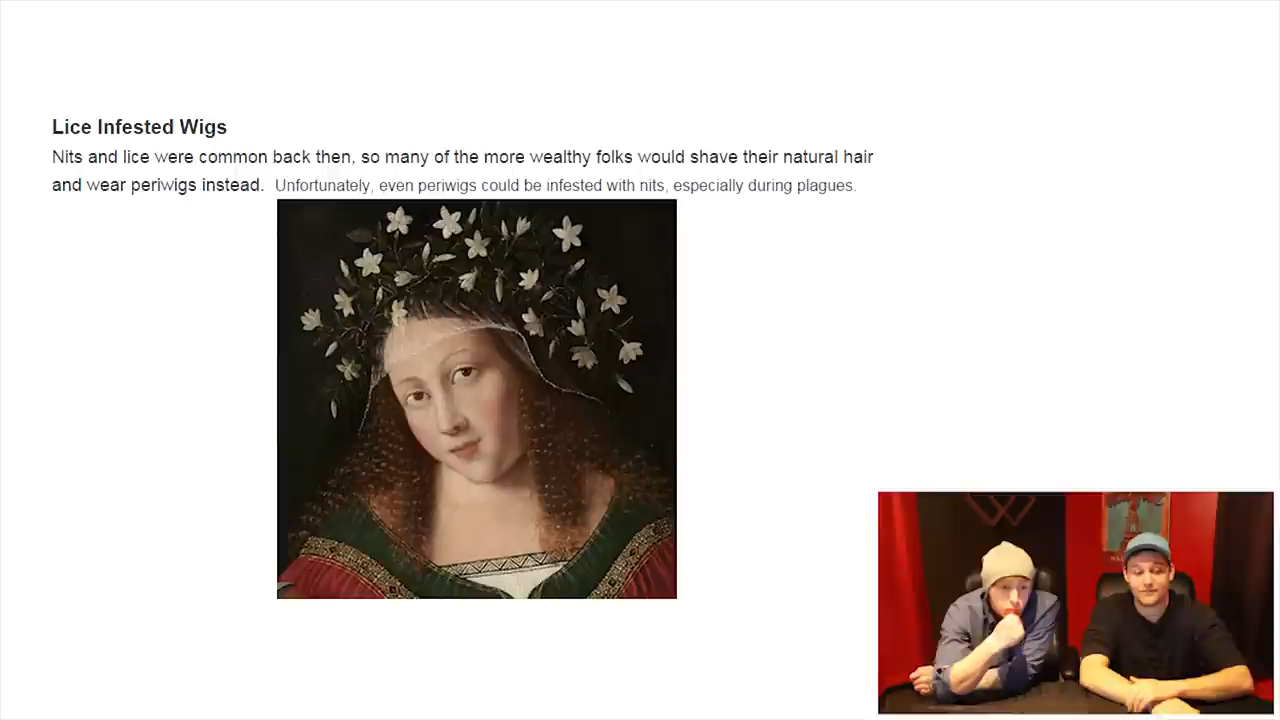 Lice Infested Wigs
Nits and lice were common back then, so many of the more wealthy folks would shave their natural hair
and wear periwigs instead. Unfortunately, even periwigs could be infested with nits, especially during plagues.